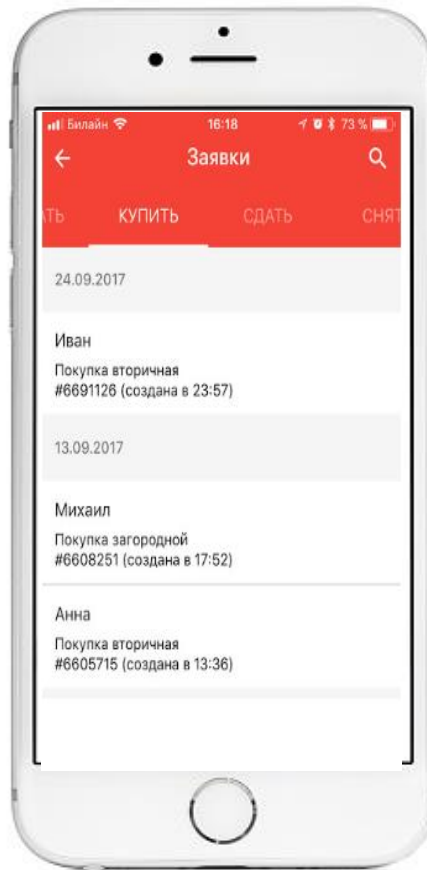 Билайн 16:18 73 %
Заявки
АТЬ КУПИТЬ СДАТЬ СНЯТ
24.09.2017
Иван
Покупка вторичная
#6691126 (создана в 23:57)
13.09.2017
Михаил
Покупка загородной
#6608251 (создана в 17:52)
Анна
Покупка вторичная
#6605715 (создана в 13:36)